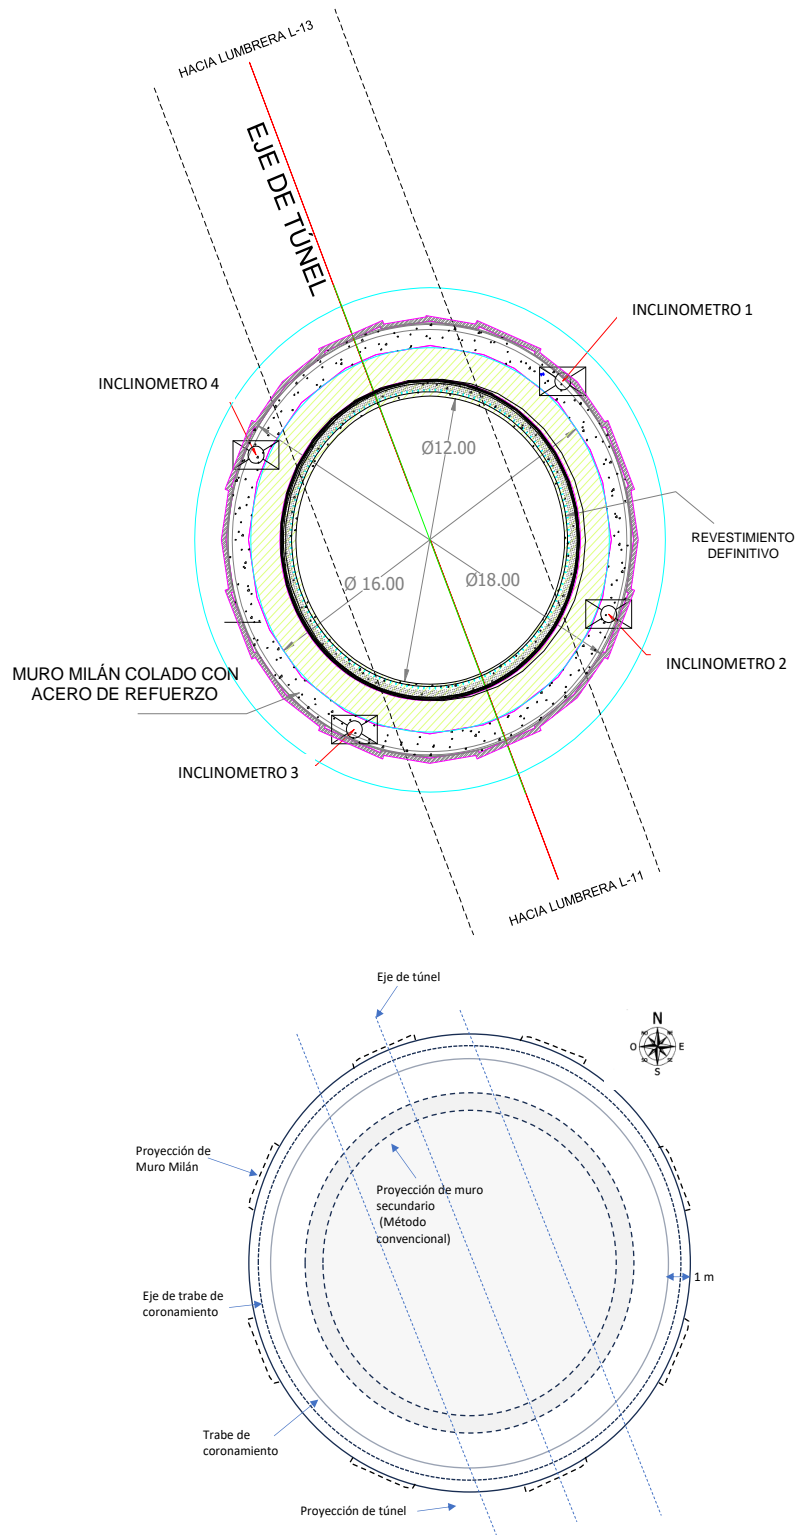 HACIA LUMBRERA L-13
EJE DE TÚNEL
INCLINOMETRO 1
INCLINOMETRO 4
Ø12.00
REVESTIMIENTO
DEFINITIVO
Ø 16.00
Ø18.00
INCLINOMETRO 2
MURO MILÁN COLADO CON
ACERO DE REFUERZO
INCLINOMETRO 3
HACIA LUMBRERA L-11
Eje de túnel
N
O
E
S
Proyección de
Muro Milán
Proyección de muro
secundario
(Método
convencional)
1 m
Eje de trabe de
coronamiento
Trabe de
coronamiento
Proyección de túnel